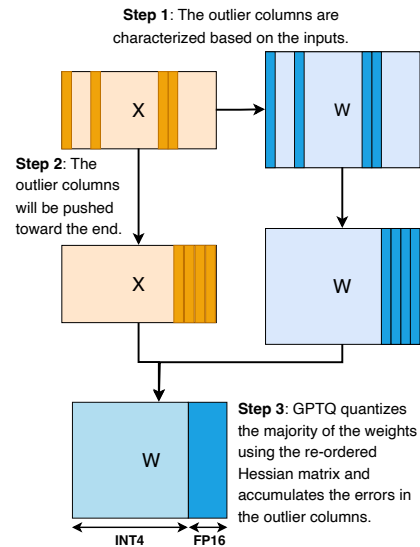 Step 1: The outlier columns are
characterized based on the inputs.
X
W
Step 2: The
outlier columns
will be pushed
toward the end.
X
W
W
Step 3: GPTQ quantizes
the majority of the weights
using the re-ordered
Hessian matrix and
accumulates the errors in
the outlier columns.
INT4
FP16